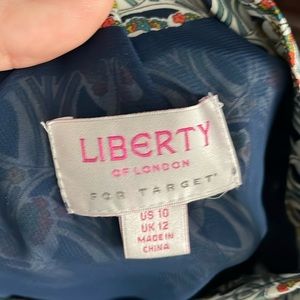 LIBERTY
OF LONDON
FOR TARGET
US 10
UK 12
MADE IN
CHINA